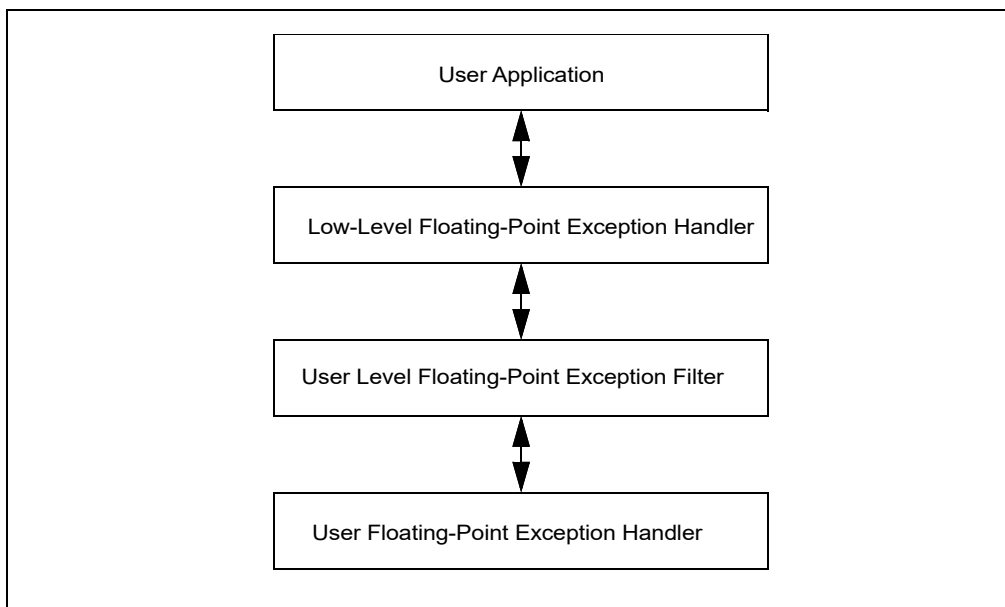 User Application
Low-Level Floating-Point Exception Handler
User Level Floating-Point Exception Filter
User Floating-Point Exception Handler